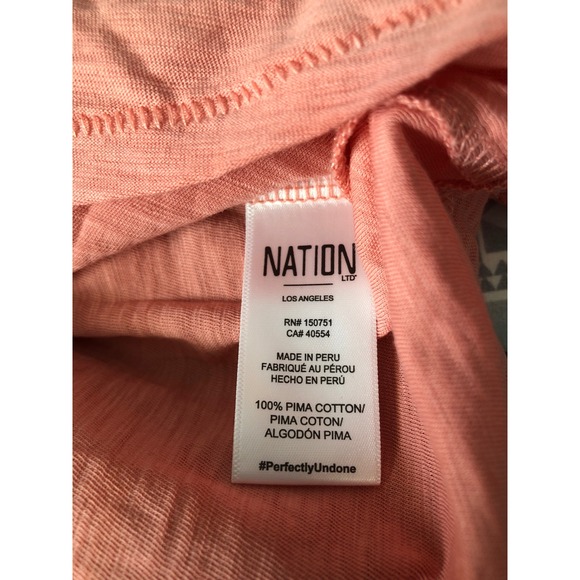 NATION
LTD
LOS ANGELES
RN# 150751
CA# 40554
MADE IN PERU
FABRIQUÉ AU PÉROU
HECHO EN PERÚ
100% PIMA COTTON/
PIMA COTON/
ALGODÓN PIMA
#PerfectlyUndone